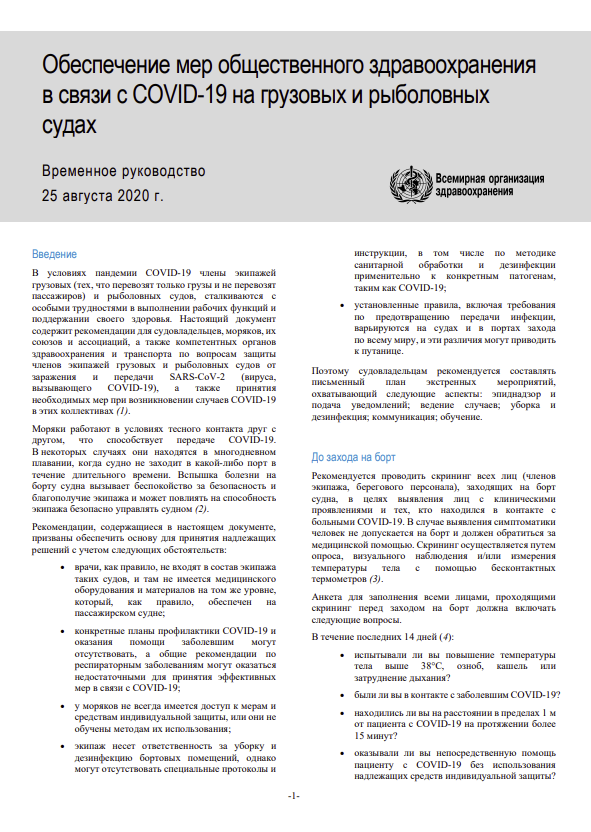 Обеспечение мер общественного здравоохранения
в связи с COVID-19 на грузовых и рыболовных
судах
Временное руководство
25 августа 2020 г.
Всемирная организация
здравоохранения
Введение
В условиях пандемии COVID-19 члены экипажей
грузовых (тех, что перевозят только грузы и не перевозят
пассажиров) и рыболовных судов, сталкиваются с
особыми трудностями в выполнении рабочих функций и
поддержании своего здоровья. Настоящий документ
содержит рекомендации для судовладельцев, моряков, их
союзов и ассоциаций, а также компетентных органов
здравоохранения и транспорта по вопросам защиты
членов экипажей грузовых и рыболовных судов от
заражения и передачи SARS-CoV-2 (вируса,
вызывающего COVID-19), а также принятия
необходимых мер при возникновении случаев COVID-19
в этих коллективах (1).
Моряки работают в условиях тесного контакта друг с
другом, что способствует передаче COVID-19.
В некоторых случаях они находятся в многодневном
плавании, когда судно не заходит в какой-либо порт в
течение длительного времени. Вспышка болезни на
борту судна вызывает беспокойство за безопасность и
благополучие экипажа и может повлиять на способность
экипажа безопасно управлять судном (2).
Рекомендации, содержащиеся в настоящем документе,
призваны обеспечить основу для принятия надлежащих
решений с учетом следующих обстоятельств:
• врачи, как правило, не входят в состав экипажа
таких судов, и там не имеется медицинского
оборудования и материалов на том же уровне,
который, как правило, обеспечен на
пассажирском судне;
• конкретные планы профилактики COVID-19 и
оказания помощи заболевшим могут
отсутствовать, а общие рекомендации по
респираторным заболеваниям могут оказаться
недостаточными для принятия эффективных
мер в связи с COVID-19;
• у моряков не всегда имеется доступ к мерам и
средствам индивидуальной защиты, или они не
обучены методам их использования;
• экипаж несет ответственность за уборку и
дезинфекцию бортовых помещений, однако
могут отсутствовать специальные протоколы и
инструкции, в том числе по методике
санитарной обработки и дезинфекции
применительно к конкретным патогенам,
таким как COVID-19;
• установленные правила, включая требования
по предотвращению передачи инфекции,
варьируются на судах и в портах захода
по всему миру, и эти различия могут приводить
к путанице.
Поэтому судовладельцам рекомендуется составлять
письменный план экстренных мероприятий,
охватывающий следующие аспекты: эпиднадзор и
подача уведомлений; ведение случаев; уборка и
дезинфекция; коммуникация; обучение.
До захода на борт
Рекомендуется проводить скрининг всех лиц (членов
экипажа, берегового персонала), заходящих на борт
судна, в целях выявления лиц с клиническими
проявлениями и тех, кто находился в контакте с
больными COVID-19. В случае выявления симптоматики
человек не допускается на борт и должен обратиться за
медицинской помощью. Скрининг осуществляется путем
опроса, визуального наблюдения и/или измерения
температуры тела с помощью бесконтактных
термометров (3).
Анкета для заполнения всеми лицами, проходящими
скрининг перед заходом на борт должна включать
следующие вопросы.
В течение последних 14 дней (4):
• испытывали ли вы повышение температуры
тела выше 38°C, озноб, кашель или
затруднение дыхания?
• были ли вы в контакте с заболевшим COVID-19?
• находились ли вы на расстоянии в пределах 1 м
от пациента с COVID-19 на протяжении более
15 минут?
• оказывали ли вы непосредственную помощь
пациенту с COVID-19 без использования
надлежащих средств индивидуальной защиты?
-1-